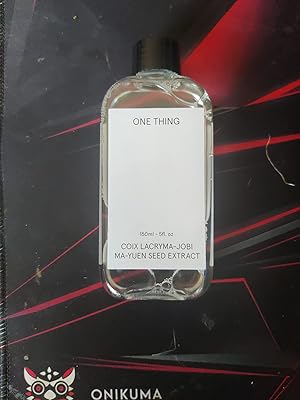 ONE THING
150ml - 5fl. oz
COIX LACRYMA-JOBI
MA-YUEN SEED EXTRACT
ONIKUMA